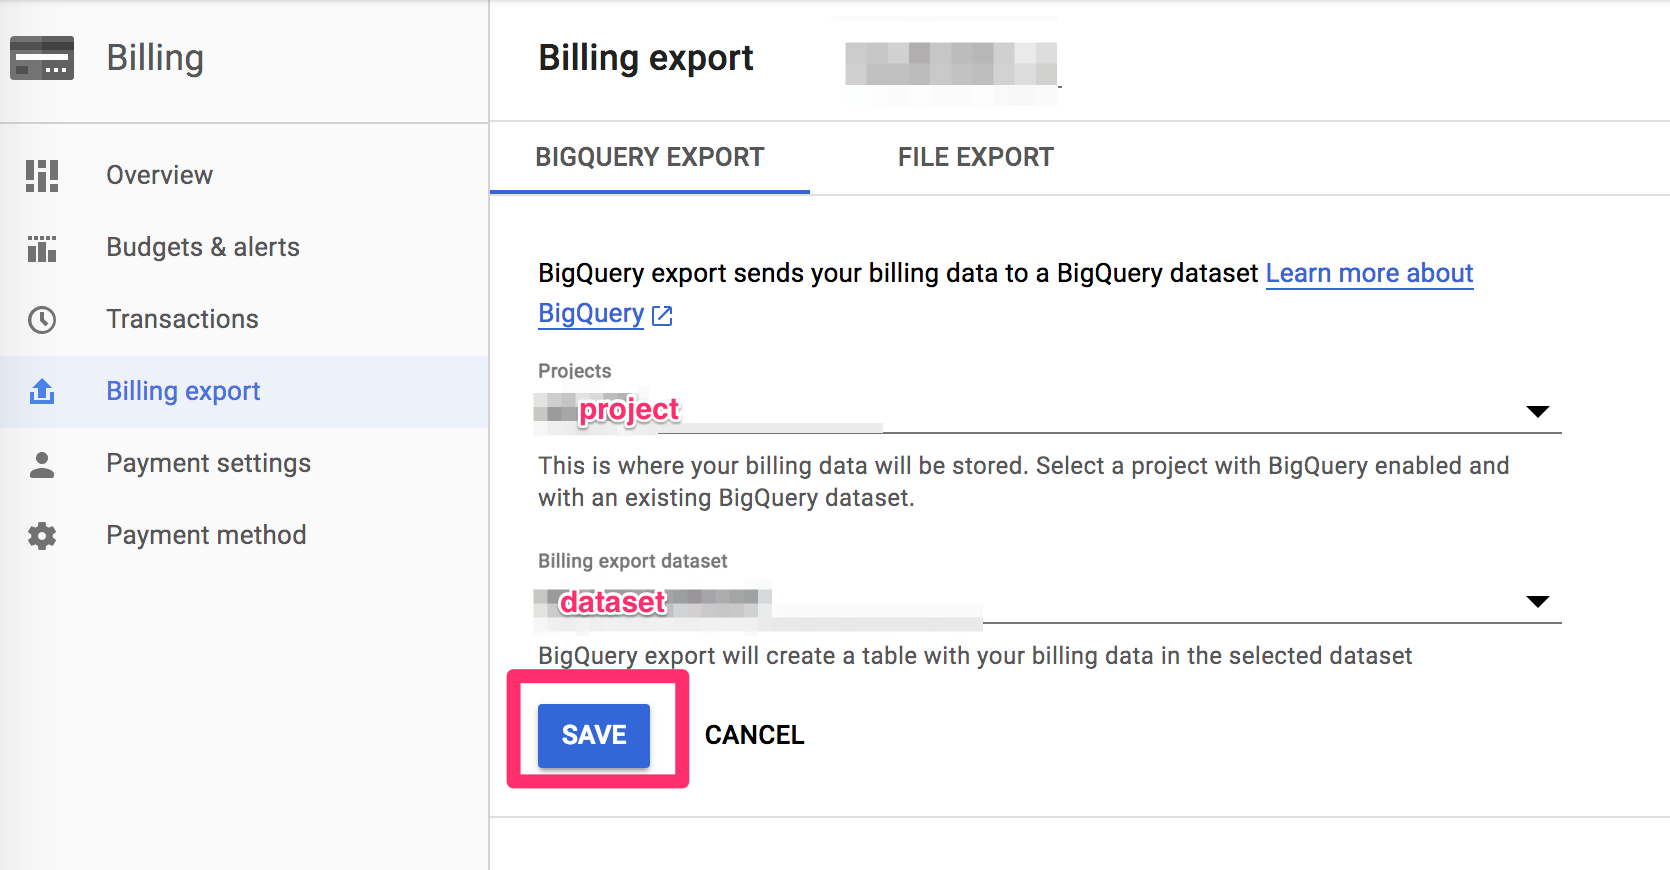 Billing
Overview
Budgets & alerts
Transactions
Billing export
Payment settings
Payment method
Billing export
BIGQUERY EXPORT
FILE EXPORT
BigQuery export sends your billing data to a BigQuery dataset Learn more about
BigQuery
Projects
project
This is where your billing data will be stored. Select a project with BigQuery enabled and
with an existing BigQuery dataset.
Billing export dataset
dataset
BigQuery export will create a table with your billing data in the selected dataset
SAVE
CANCEL